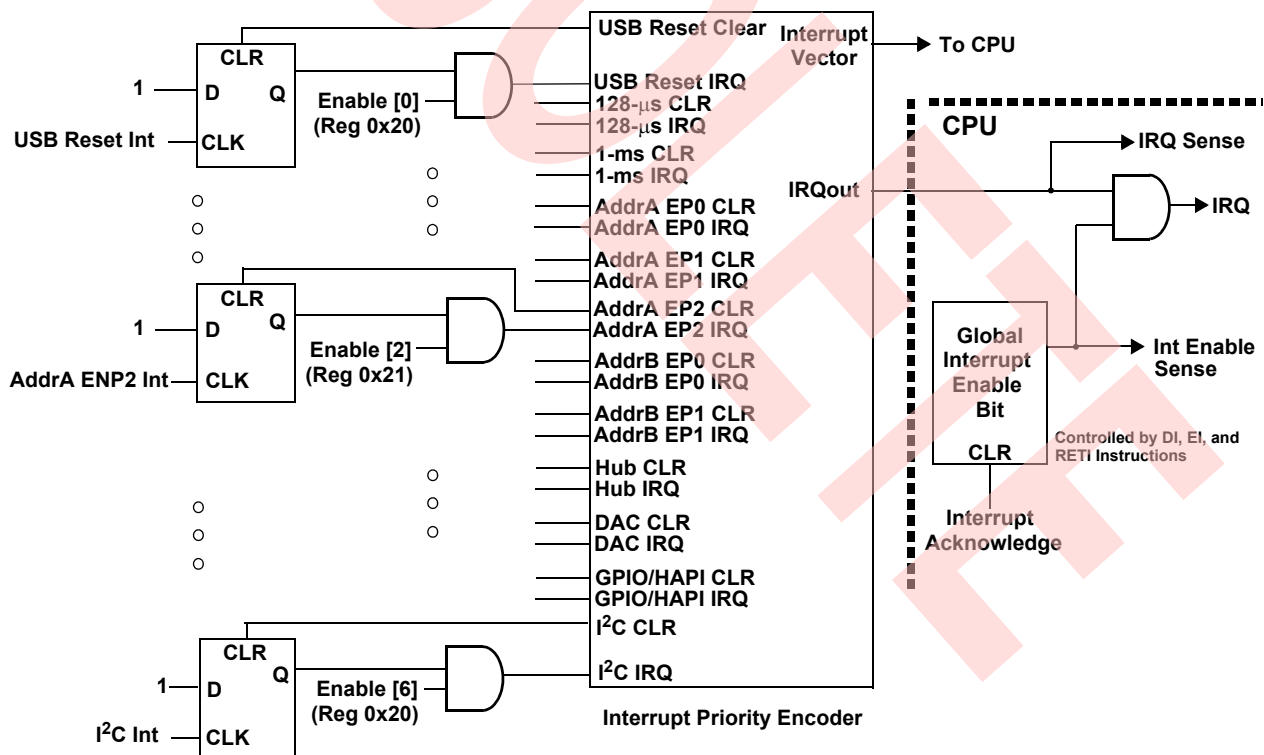 USB Reset Clear
Interrupt
Vector
To CPU
CLR
1
D
Q
USB Reset Int
CLK
Enable [0]
(Reg 0x20)
USB Reset IRQ
128-μs CLR
128-μs IRQ
1-ms CLR
1-ms IRQ
CPU
IRQ Sense
IRQout
IRQ
AddrA EP0 CLR
AddrA EP0 IRQ
AddrA EP1 CLR
AddrA EP1 IRQ
CLR
1
D
Q
AddrA ENP2 Int
CLK
Enable [2]
(Reg 0x21)
AddrA EP2 CLR
AddrA EP2 IRQ
AddrB EP0 CLR
AddrB EP0 IRQ
AddrB EP1 CLR
AddrB EP1 IRQ
Global
Interrupt
Enable
Bit
CLR
Int Enable
Sense
Controlled by DI, EI, and
RETI Instructions
Interrupt
Acknowledge
Hub CLR
Hub IRQ
DAC CLR
DAC IRQ
GPIO/HAPI CLR
GPIO/HAPI IRQ
I²C CLR
I²C IRQ
CLR
1
D
Q
I²C Int
CLK
Enable [6]
(Reg 0x20)
Interrupt Priority Encoder